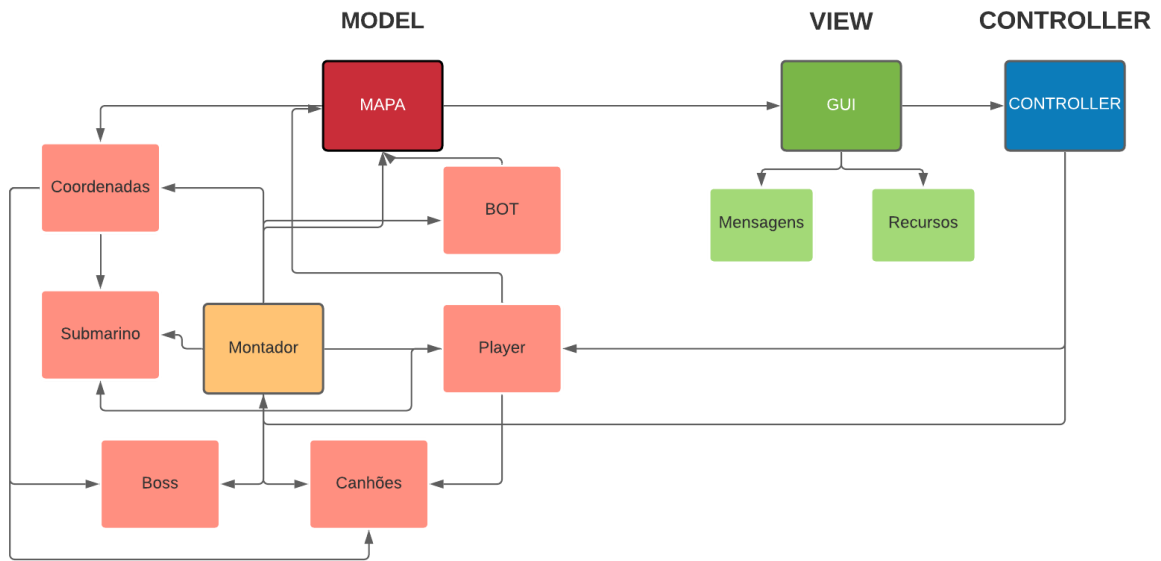 MODEL
VIEW
CONTROLLER
MAPA
GUI
CONTROLLER
Coordenadas
BOT
Mensagens
Recursos
Submarino
Montador
Player
Boss
Canhões